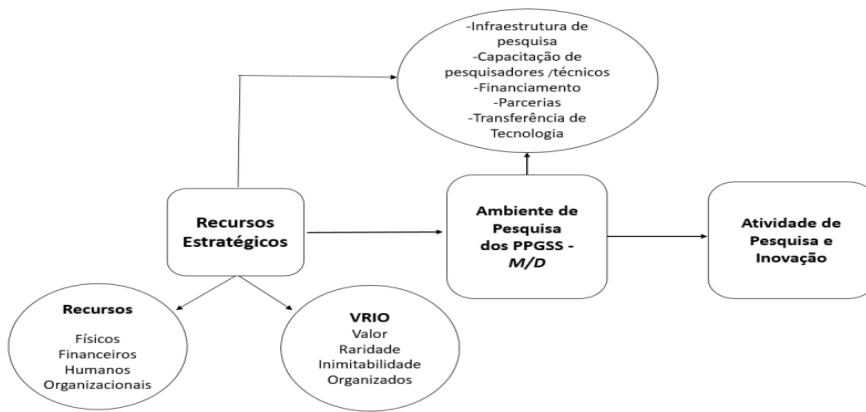 -Infraestrutura de
pesquisa
-Capacitação de
pesquisadores /técnicos
-Financiamento
-Parcerias
-Transferência de
Tecnologia
Recursos
Estratégicos
Ambiente de
Pesquisa
dos PPGSS -
M/D
Atividade de
Pesquisa e
Inovação
Recursos
Físicos
Financeiros
Humanos
Organizacionais
VRIO
Valor
Raridade
Inimitabilidade
Organizados